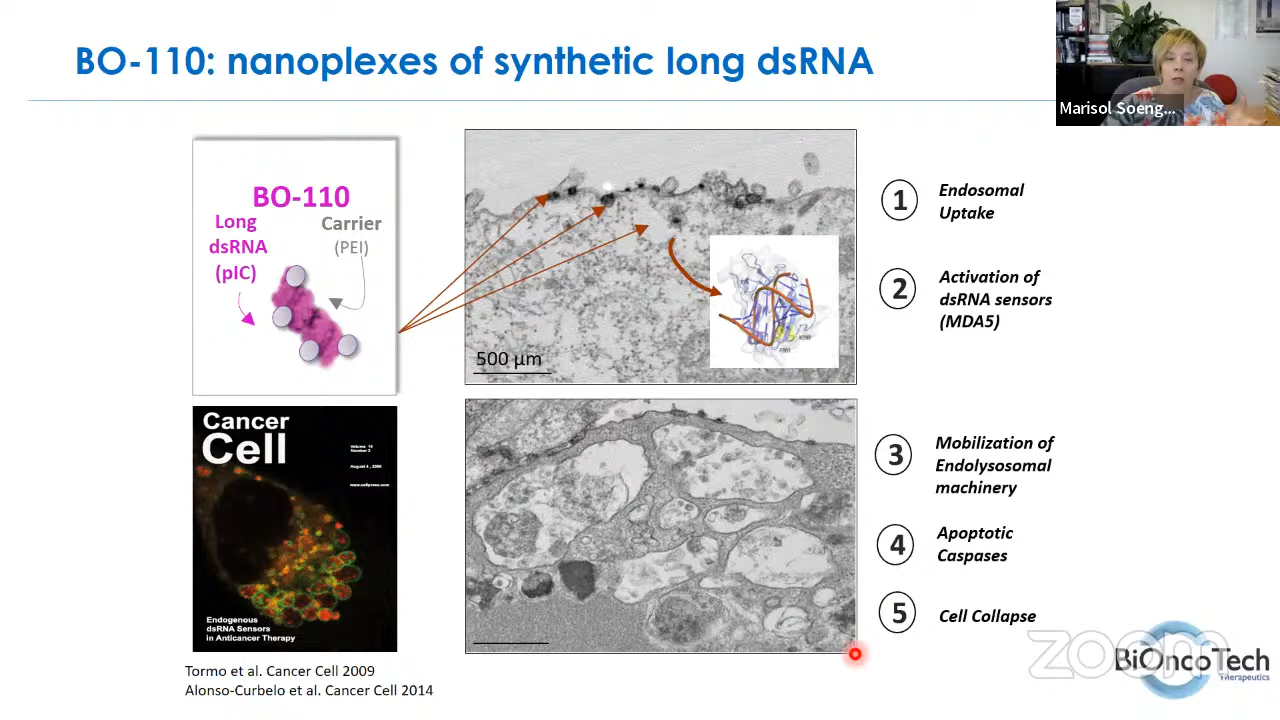 BO-110: nanoplexes of synthetic long dsRNA
Marisol Soeng...
BO-110
Long
dsRNA
(pIC)
Carrier
(PEI)
500 µm
K599
F601
1
Endosomal
Uptake
2
Activation of
dsRNA sensors
(MDA5)
Cancer
Cell
Volume 16
Number 2
August 4, 2009
www.cellpress.com
Endogenous
dsRNA Sensors
in Anticancer Therapy
3
Mobilization of
Endolysosomal
machinery
4
Apoptotic
Caspases
5
Cell Collapse
Tormo et al. Cancer Cell 2009
Alonso-Curbelo et al. Cancer Cell 2014
zoom
BiOncoTech
Therapeutics